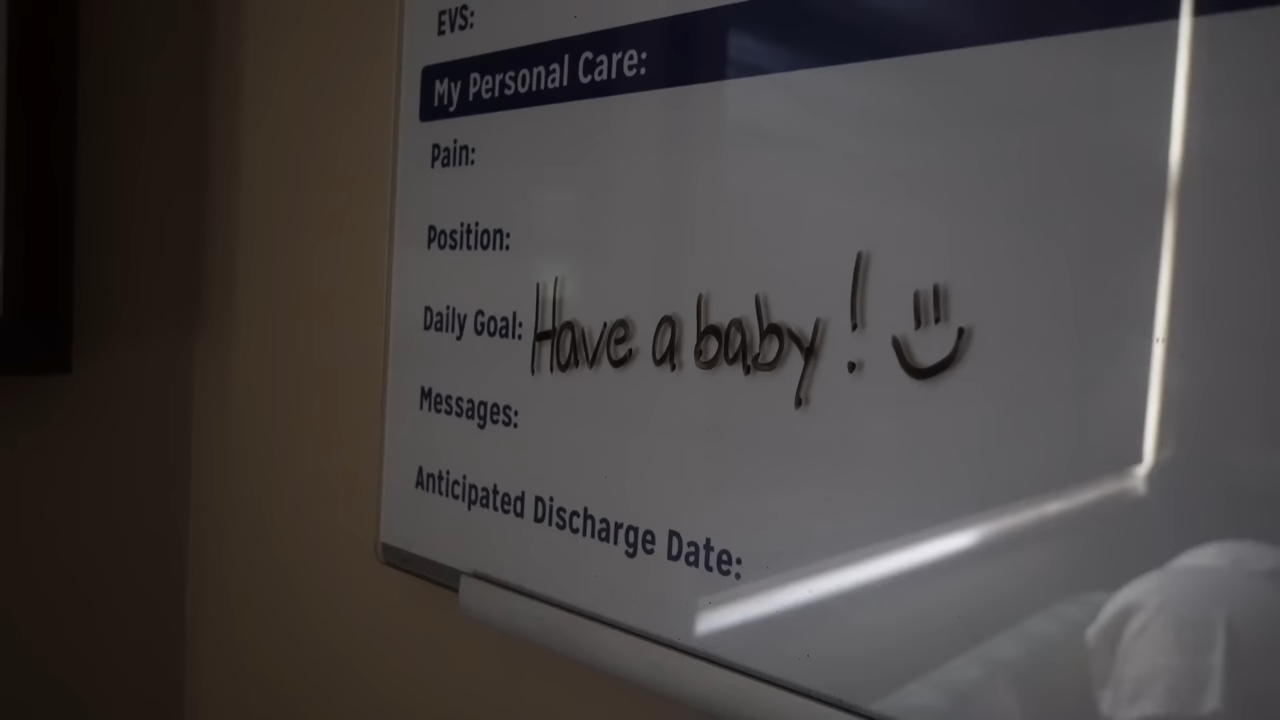 EVS:
My Personal Care:
Pain:
Position:
Daily Goal: Have a baby!
Messages:
Anticipated Discharge Date: